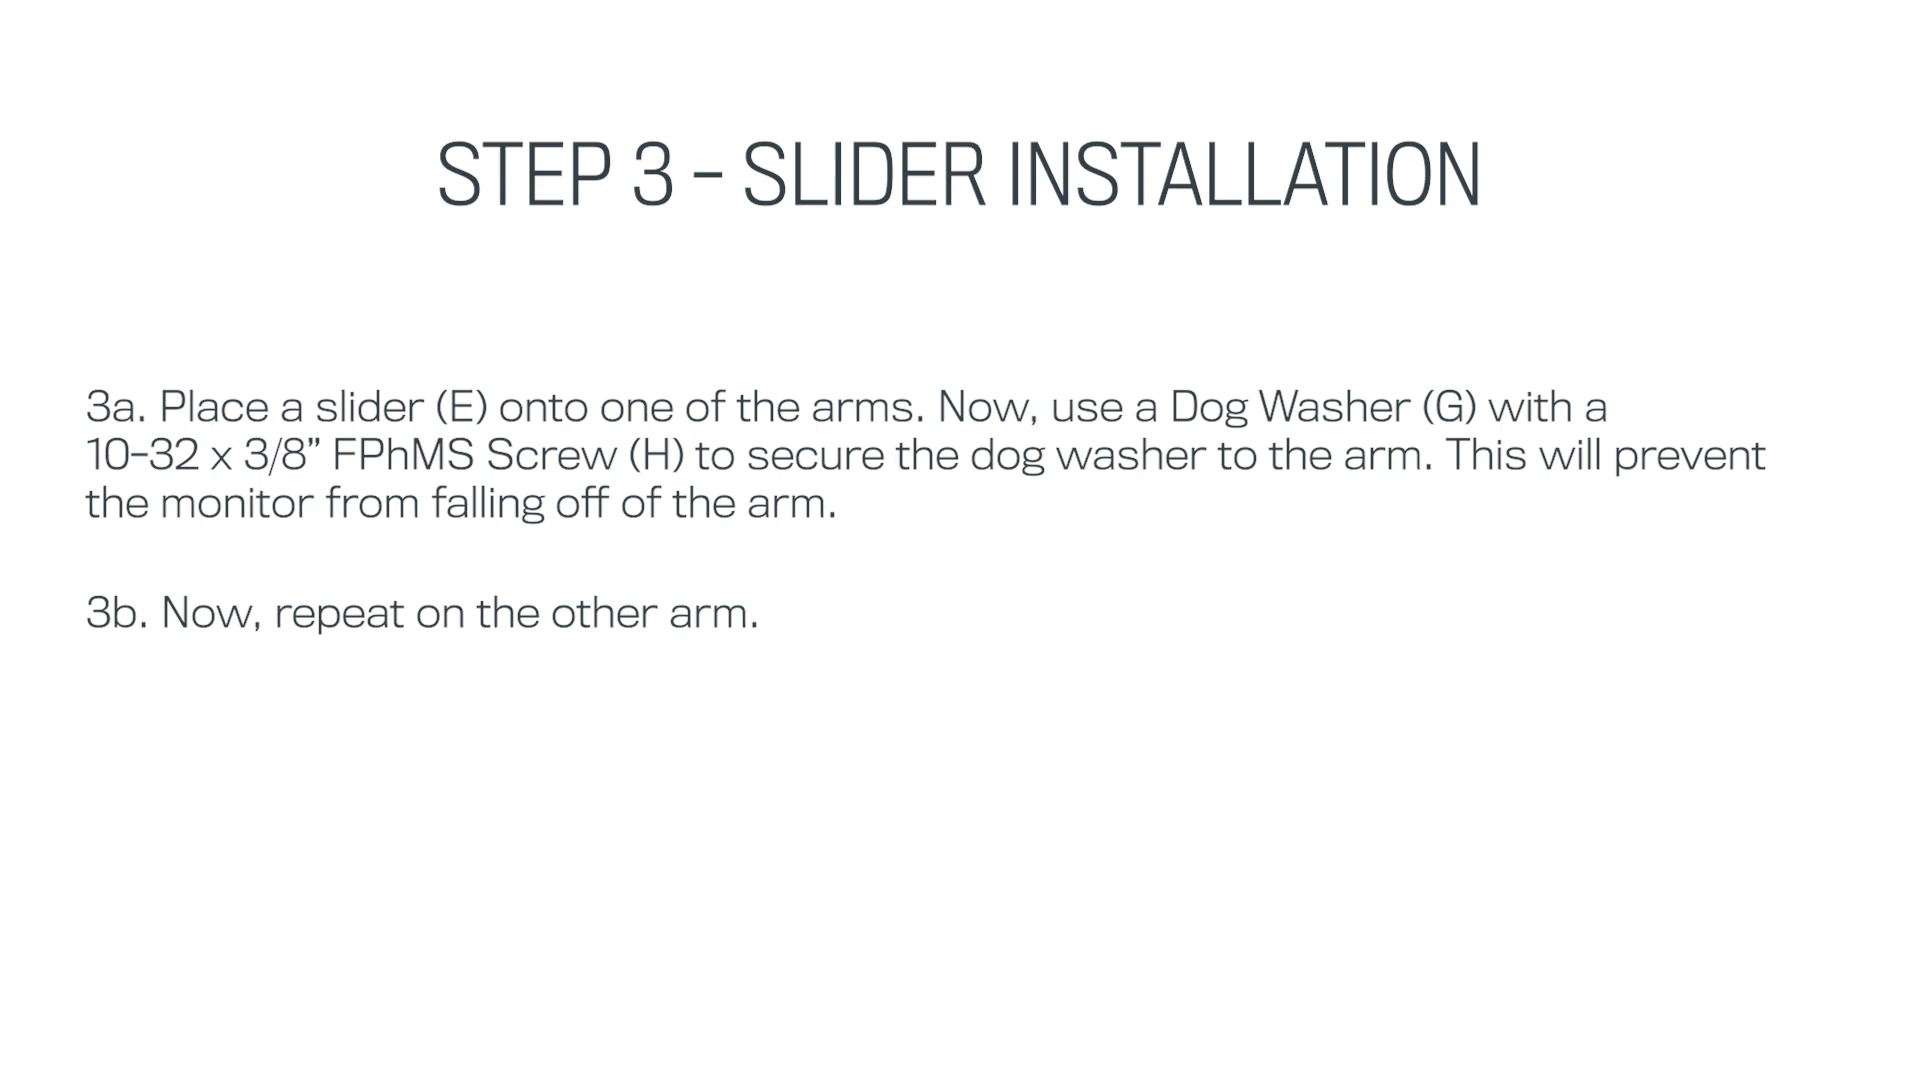 STEP 3 – SLIDER INSTALLATION
3a. Place a slider (E) onto one of the arms. Now, use a Dog Washer (G) with a
10-32 x 3/8” FPhMS Screw (H) to secure the dog washer to the arm. This will prevent
the monitor from falling off of the arm.
3b. Now, repeat on the other arm.